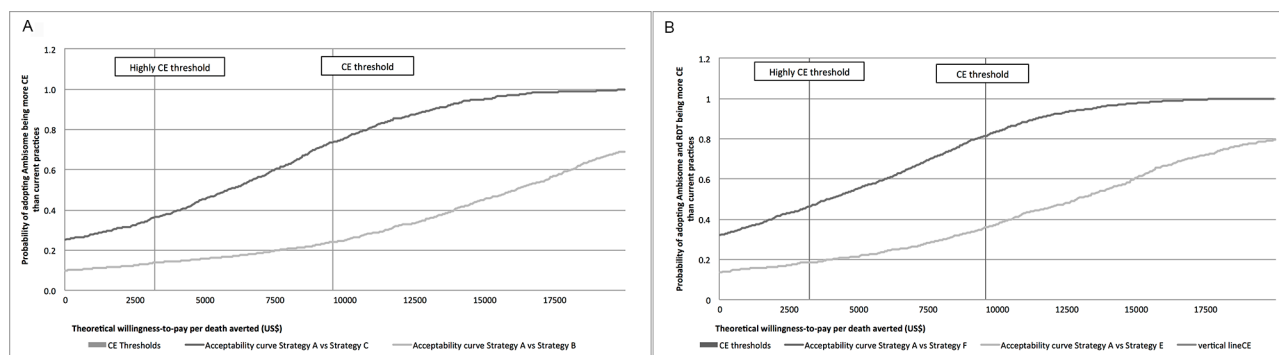 A
Probability of adopting Ambisome being more CE
than current practices
1.2
1.0
0.8
0.6
0.4
0.2
0.0
Highly CE threshold
CE threshold
0 2500 5000 7500 10000 12500 15000 17500
Theoretical willingness-to-pay per death averted (US$)
CE Thresholds Acceptability curve Strategy A vs Strategy C Acceptability curve Strategy A vs Strategy B
B
Probability of adopting Ambisome and RDT being more CE
than current practices
1.2
1
0.8
0.6
0.4
0.2
0
Highly CE threshold
CE threshold
0 2500 5000 7500 10000 12500 15000 17500
Theoretical willingness-to-pay per death averted (US$)
CE thresholds Acceptability curve Strategy A vs Strategy F Acceptability curve Strategy A vs Strategy E vertical lineCE